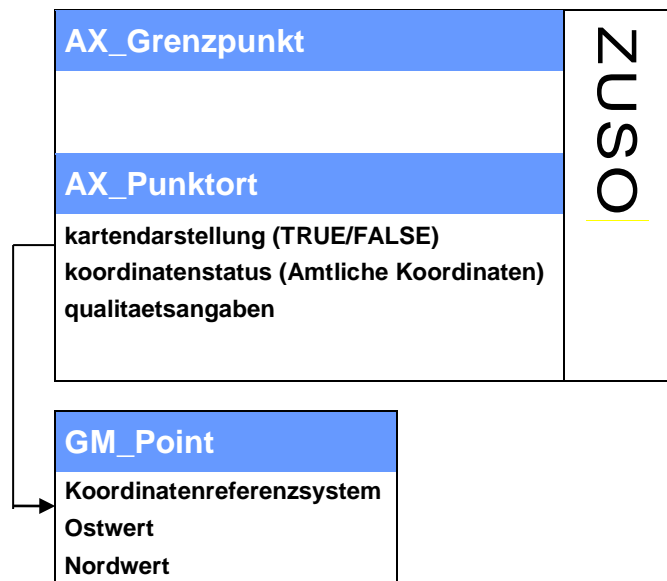 AX_Grenzpunkt
ZUSO
AX_Punktort
kartendarstellung (TRUE/FALSE)
koordinatenstatus (Amtliche Koordinaten)
qualitaetsangaben
GM_Point
Koordinatenreferenzsystem
Ostwert
Nordwert